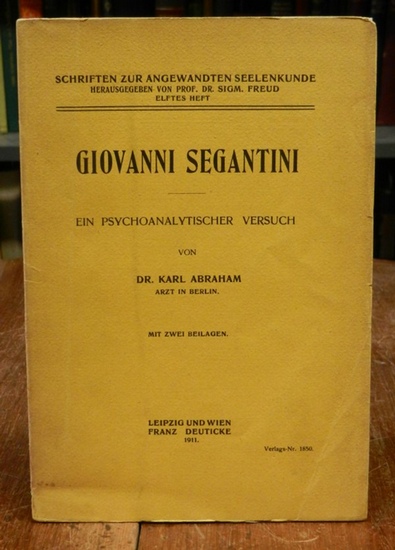 SCHRIFTEN ZUR ANGEWANDTEN SEELENKUNDE
HERAUSGEGEBEN VON PROF. DR. SIGM. FREUD
ELFTES HEFT
GIOVANNI SEGANTINI
EIN PSYCHOANALYTISCHER VERSUCH
VON
DR. KARL ABRAHAM
ARZT IN BERLIN.
MIT ZWEI BEILAGEN.
LEIPZIG UND WIEN
FRANZ DEUTICKE
1911.
Verlags-Nr. 1850.